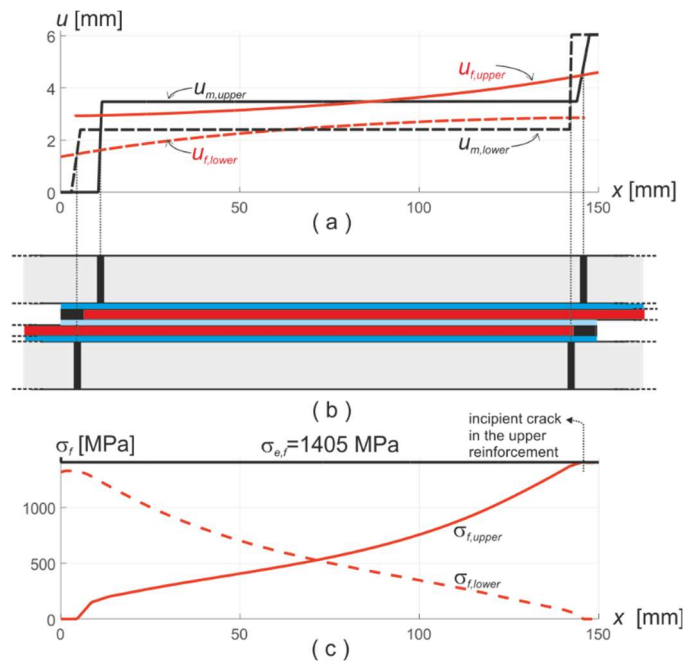 u [mm]
6
u_f,upper
u_m,upper
4
2
u_f,lower
u_m,lower
0
x [mm]
0 50 100 150
( a )
( b )
incipient crack
in the upper
reinforcement
σ_f [MPa]
σ_e,f=1405 MPa
1000
σ_f,upper
500
σ_f,lower
0
x [mm]
0 50 100 150
( c )